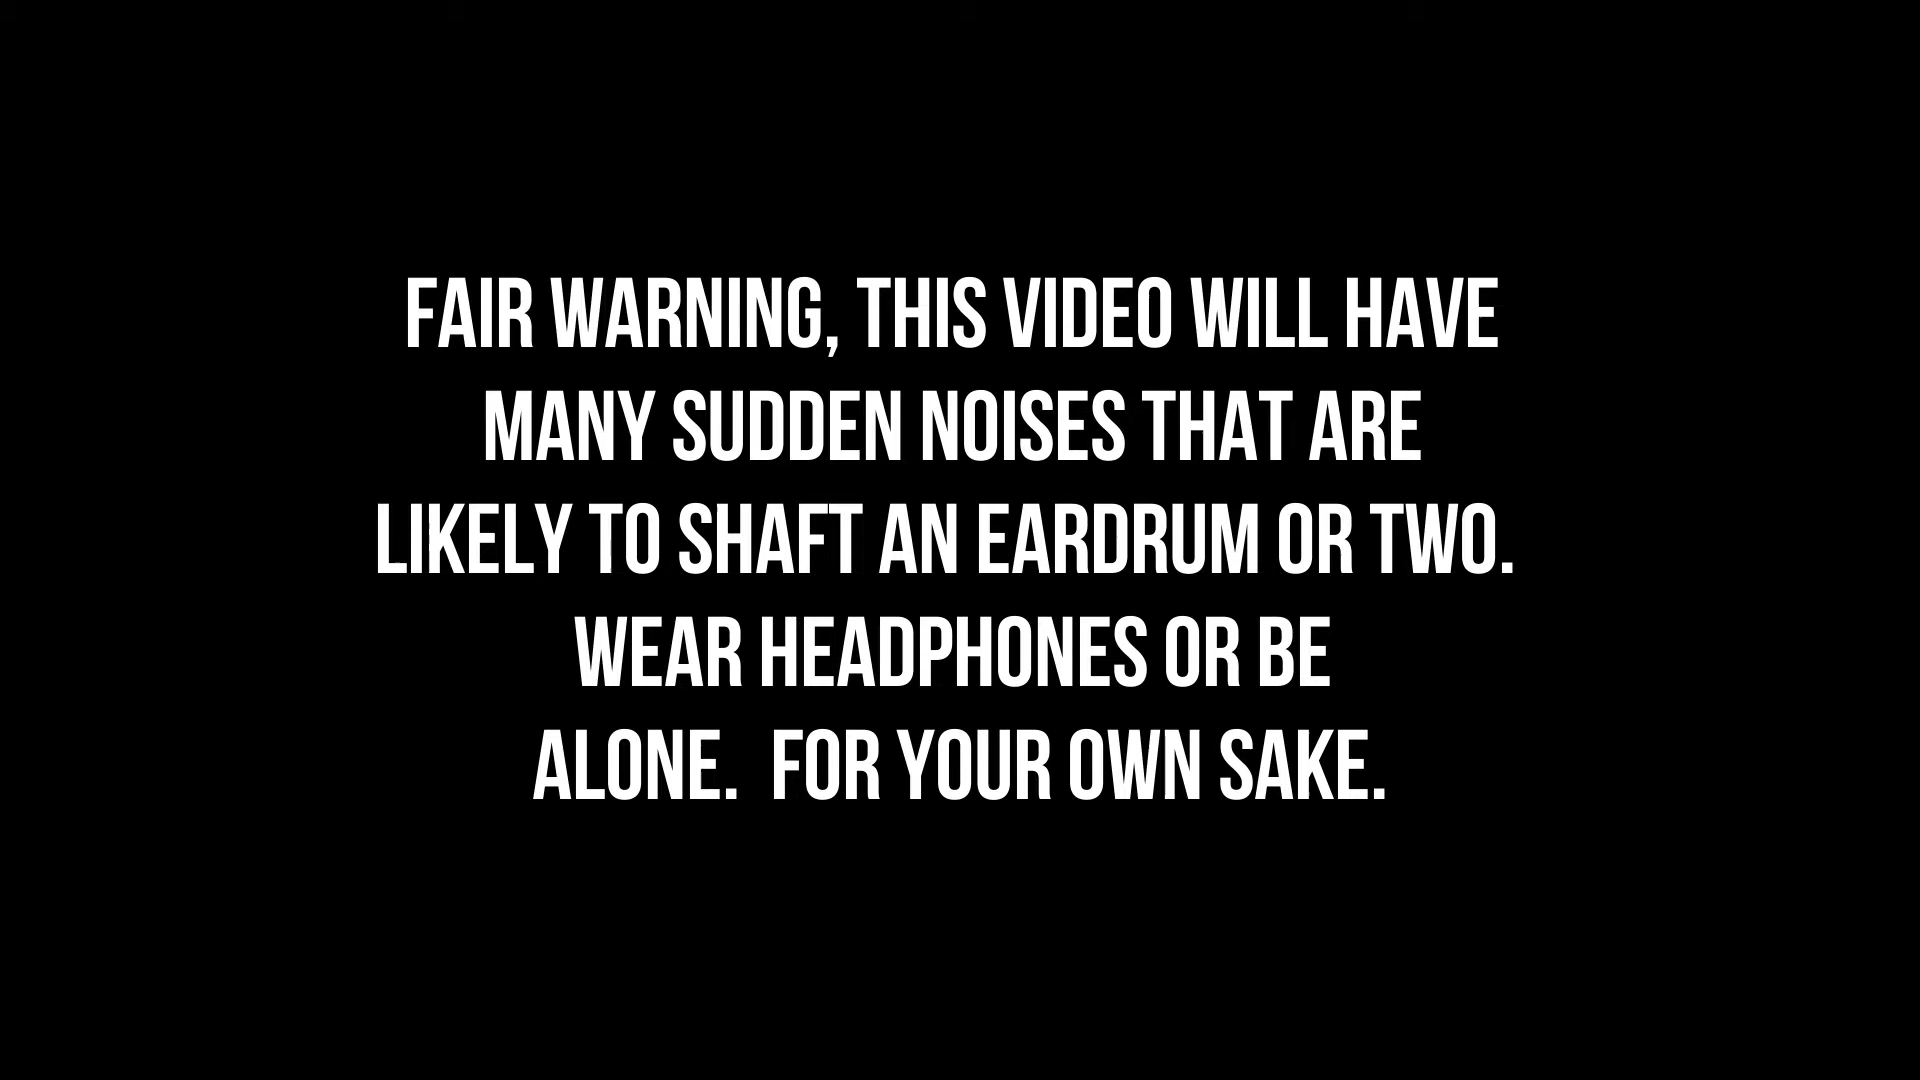 FAIR WARNING, THIS VIDEO WILL HAVE
MANY SUDDEN NOISES THAT ARE
LIKELY TO SHAFT AN EARDRUM OR TWO.
WEAR HEADPHONES OR BE
ALONE.  FOR YOUR OWN SAKE.